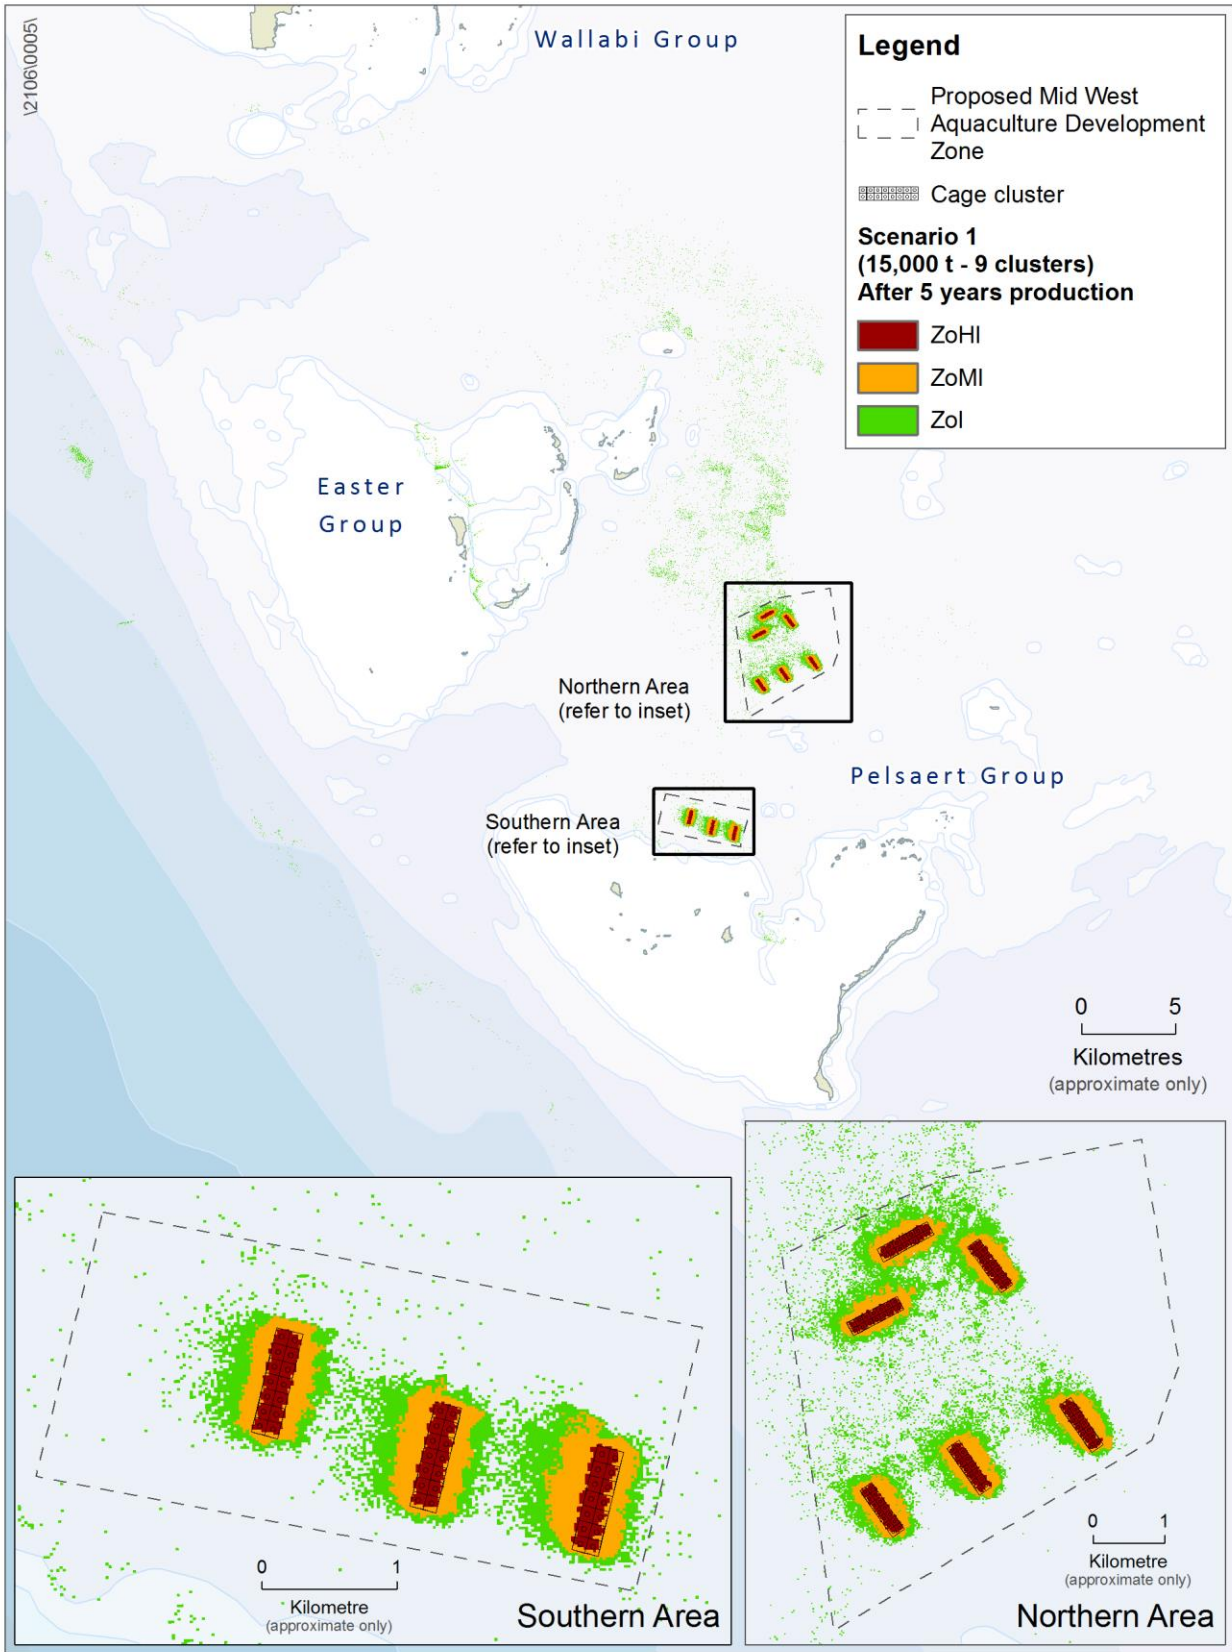 \2106\0005\
Wallabi Group
Legend
Proposed Mid West
Aquaculture Development
Zone
Cage cluster
Scenario 1
(15,000 t - 9 clusters)
After 5 years production
ZoHI
ZoMI
ZoI
Easter
Group
Northern Area
(refer to inset)
Pelsaert Group
Southern Area
(refer to inset)
0 5
Kilometres
(approximate only)
0 1
Kilometre
(approximate only)
Southern Area
0 1
Kilometre
(approximate only)
Northern Area